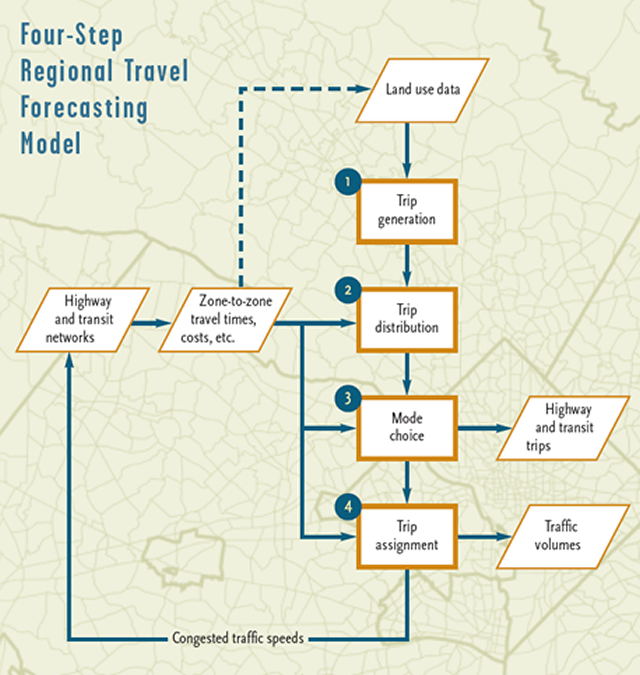 Four-Step
Regional Travel
Forecasting
Model
Land use data
1
Trip
generation
2
Trip
distribution
Highway
and transit
networks
Zone-to-zone
travel times,
costs, etc.
3
Mode
choice
Highway
and transit
trips
4
Trip
assignment
Traffic
volumes
Congested traffic speeds